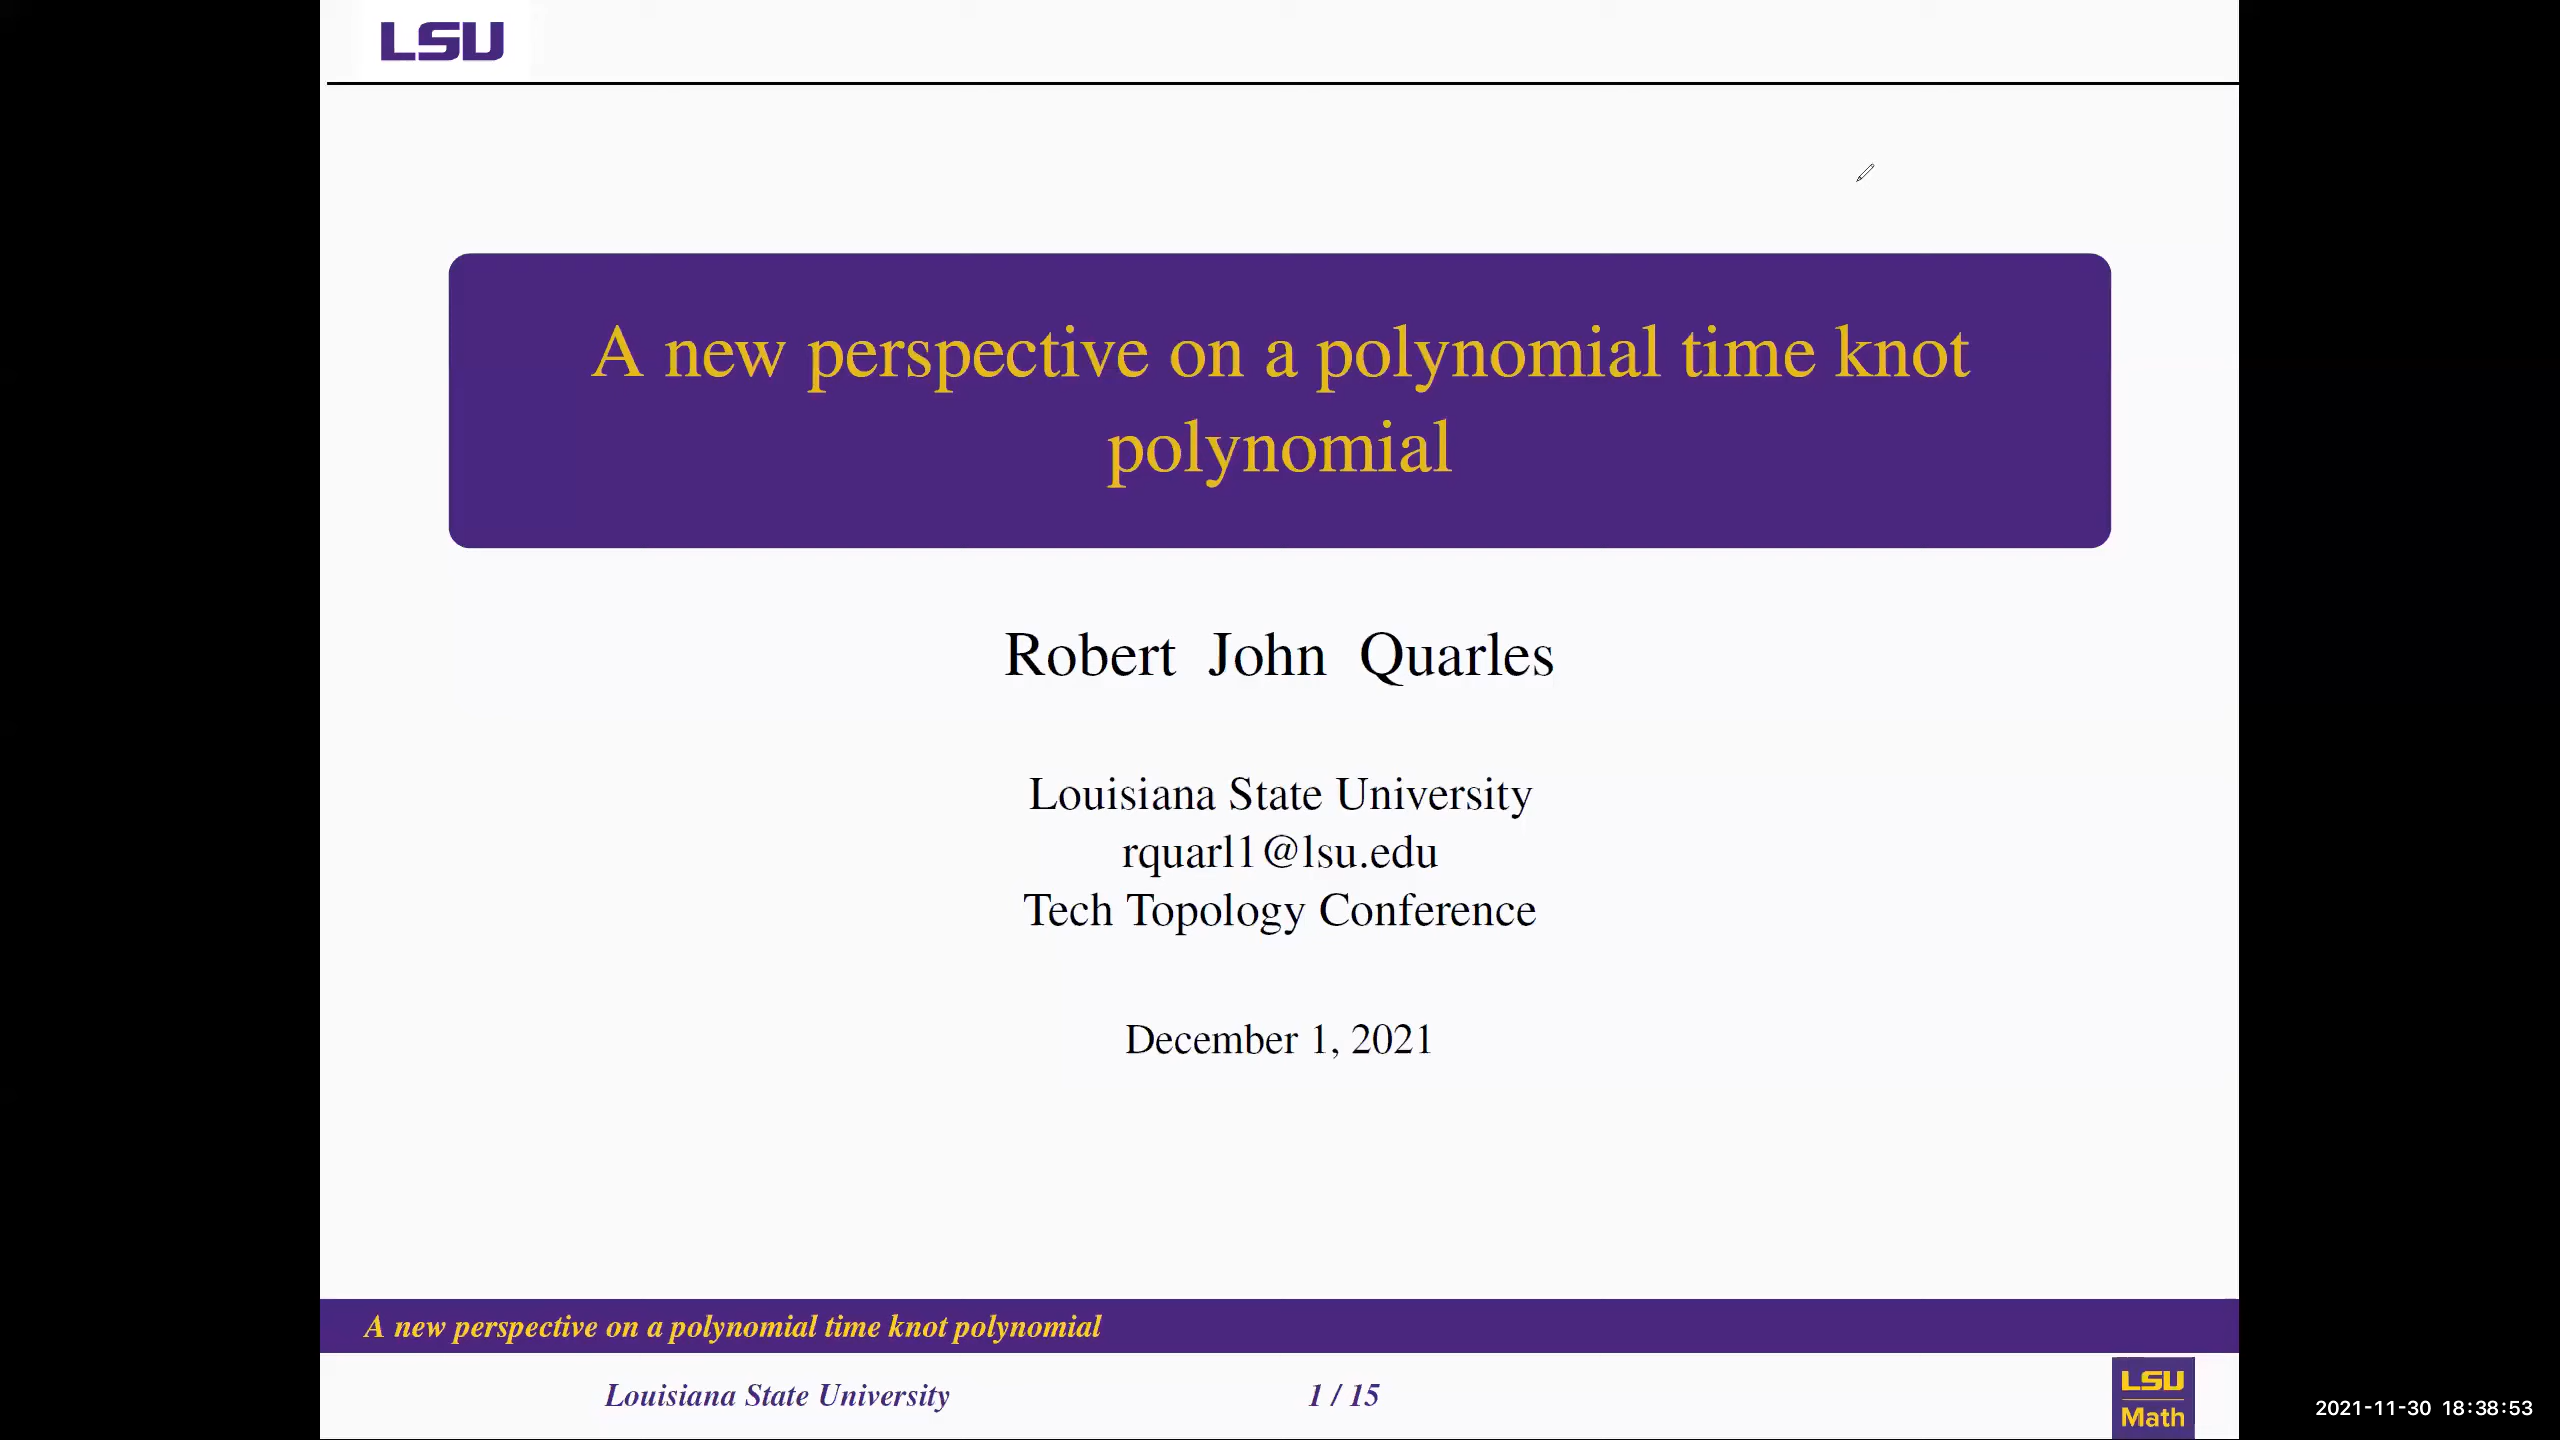 LSU
A new perspective on a polynomial time knot
polynomial
Robert John Quarles
Louisiana State University
rquarl1@lsu.edu
Tech Topology Conference
December 1, 2021
A new perspective on a polynomial time knot polynomial
Louisiana State University
1 / 15
LSU
Math
2021-11-30 18:38:53